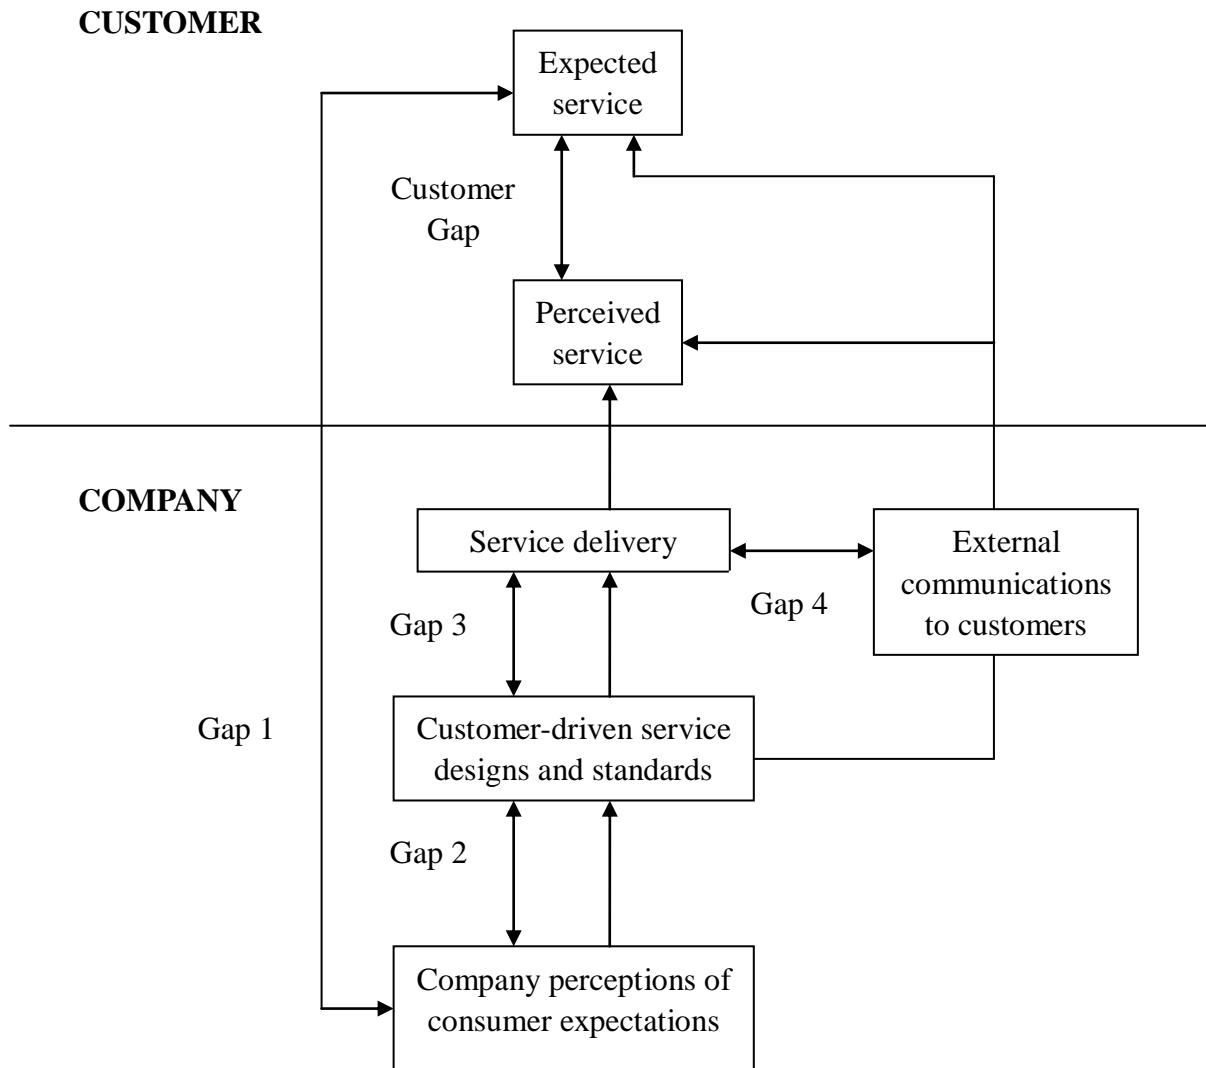 CUSTOMER
Expected
service
Customer
Gap
Perceived
service
COMPANY
Service delivery
External
communications
to customers
Gap 4
Gap 3
Gap 1
Customer-driven service
designs and standards
Gap 2
Company perceptions of
consumer expectations